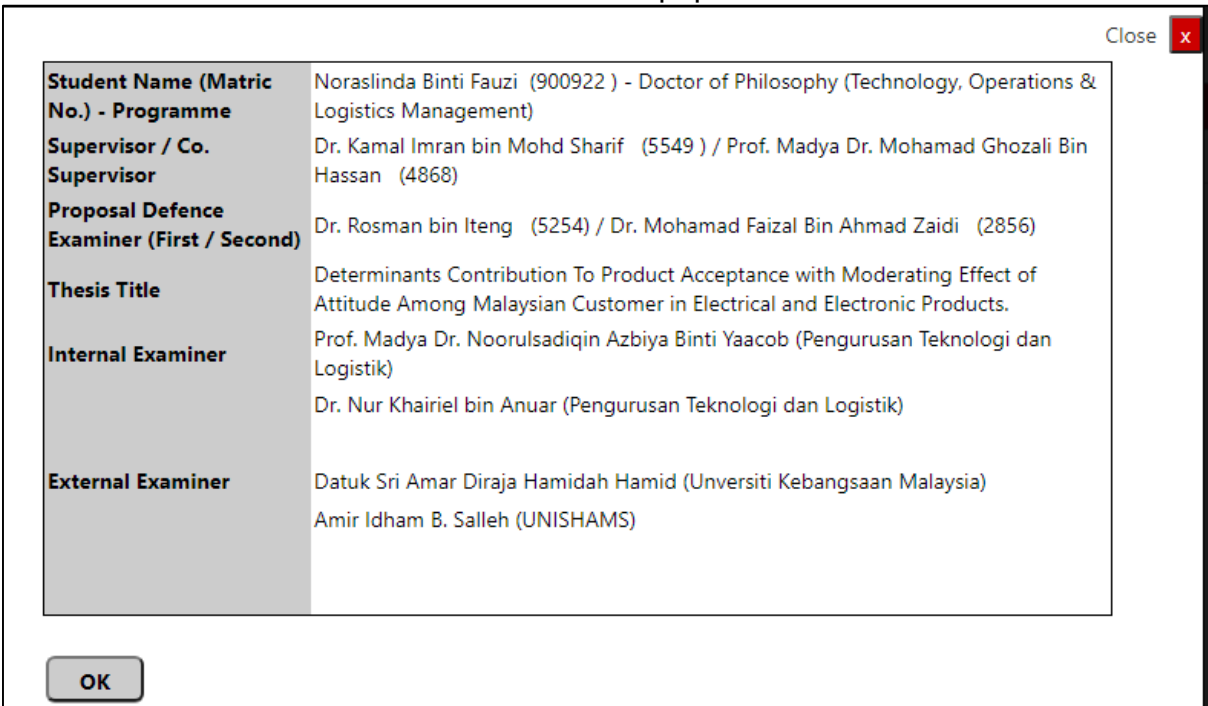 Close x
Student Name (Matric No.) - Programme
Noraslinda Binti Fauzi (900922 ) - Doctor of Philosophy (Technology, Operations &
Logistics Management)
Supervisor / Co. Supervisor
Dr. Kamal Imran bin Mohd Sharif (5549 ) / Prof. Madya Dr. Mohamad Ghozali Bin
Hassan (4868)
Proposal Defence Examiner (First / Second)
Dr. Rosman bin Iteng (5254) / Dr. Mohamad Faizal Bin Ahmad Zaidi (2856)
Thesis Title
Determinants Contribution To Product Acceptance with Moderating Effect of
Attitude Among Malaysian Customer in Electrical and Electronic Products.
Internal Examiner
Prof. Madya Dr. Noorulsadiqin Azbiya Binti Yaacob (Pengurusan Teknologi dan
Logistik)
Dr. Nur Khairiel bin Anuar (Pengurusan Teknologi dan Logistik)
External Examiner
Datuk Sri Amar Diraja Hamidah Hamid (Unversiti Kebangsaan Malaysia)
Amir Idham B. Salleh (UNISHAMS)
OK